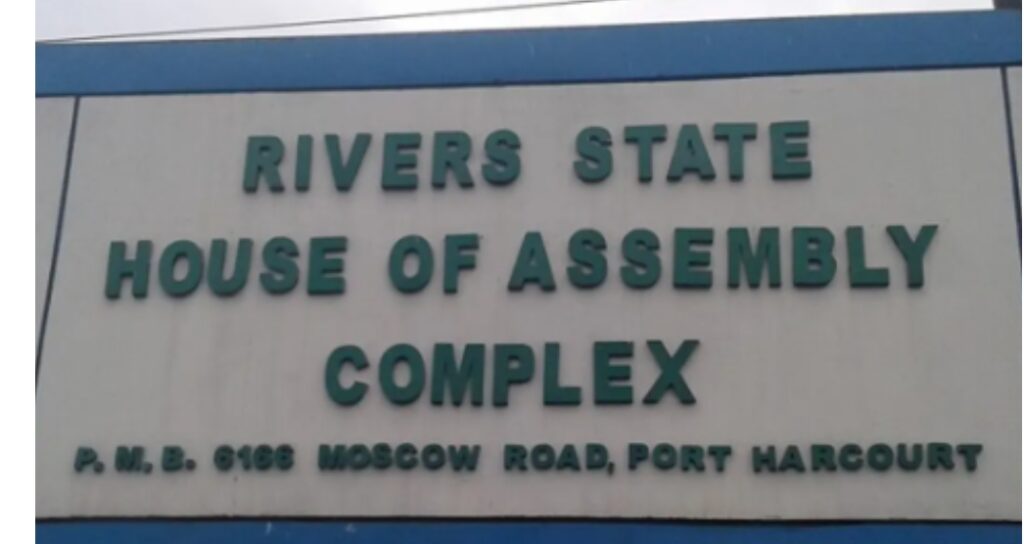 RIVERS STATE
HOUSE OF ASSEMBLY
COMPLEX
P. M. B. 6166 MOSCOW ROAD, PORT HARCOURT